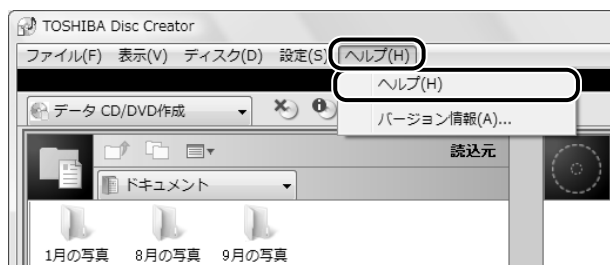 TOSHIBA Disc Creator
ファイル(F) 表示(V) ディスク(D) 設定(S) ヘルプ(H)
ヘルプ(H)
データ CD/DVD作成
バージョン情報(A)...
読込元
ドキュメント
1月の写真 8月の写真 9月の写真